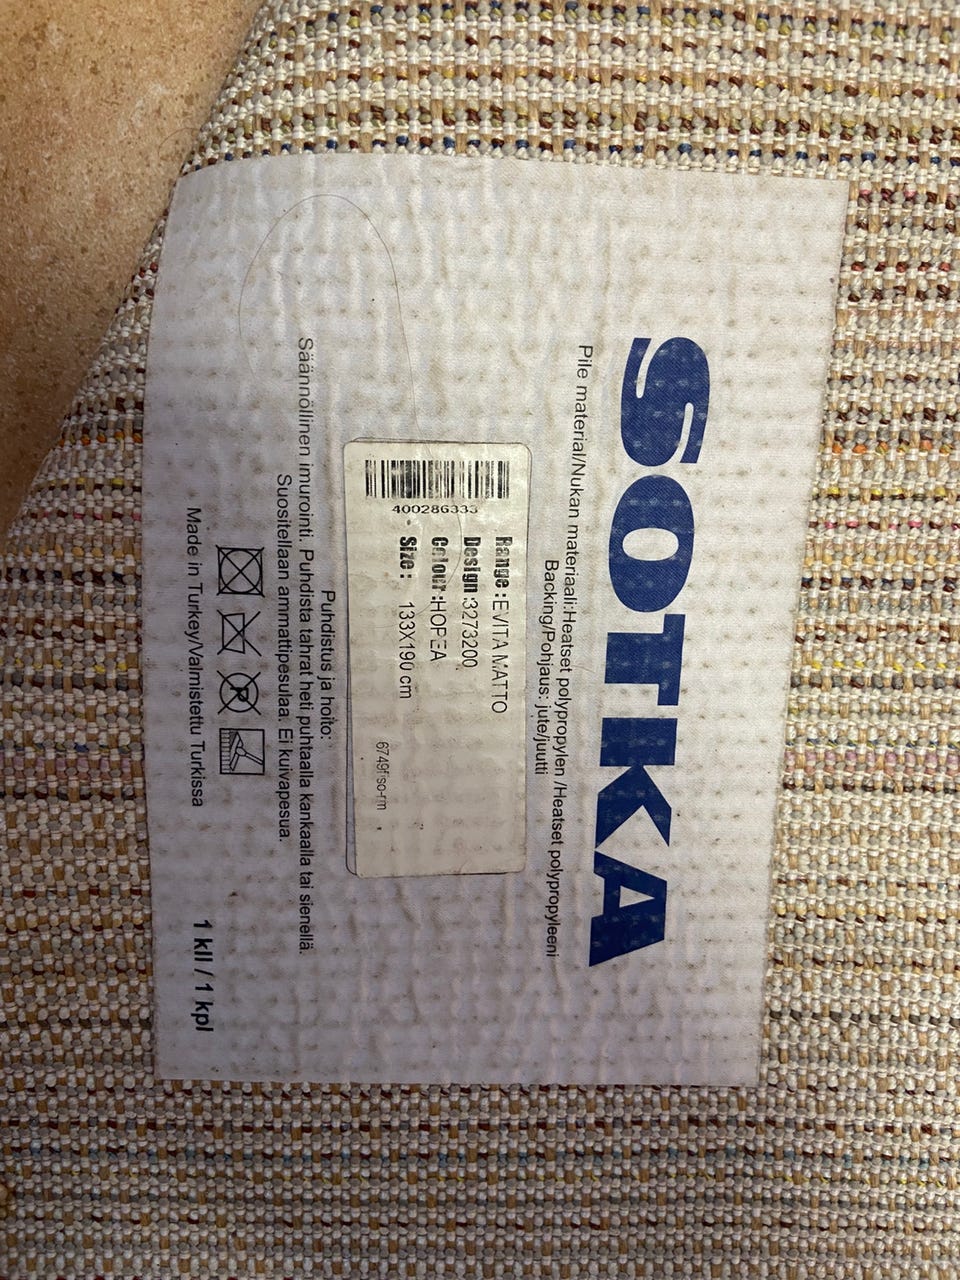 SOTKA
Pile material/Nukan materiaali:Heatset polypropylen /Heatset polypropyleeni
Backing/Pohjaus: jute/juutti
400286333
Range :EVITA MATTO
Design :3273200
Colour :HOPEA
Size : 133X190 cm
Puhdistus ja hoito:
Säännöllinen imurointi. Puhdista tahrat heti puhtaalla kankaalla tai sienellä.
Suositellaan ammattipesulaa. Ei kuivapesua.
P
Made in Turkey/Valmistettu Turkissa
1 kll / 1 kpl